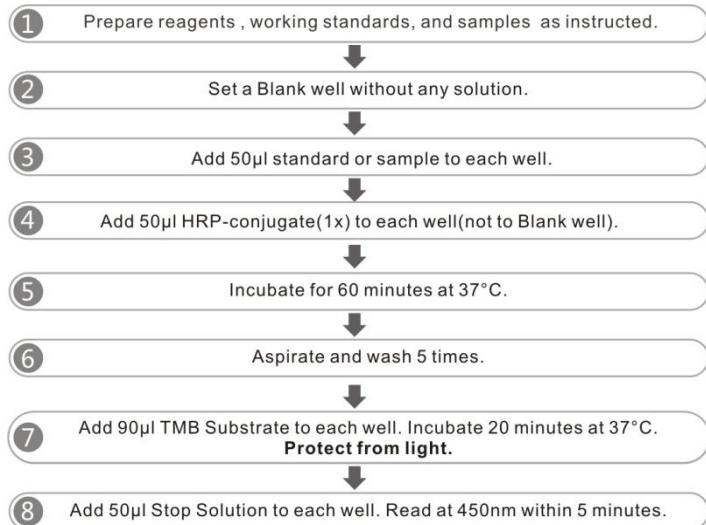 1 Prepare reagents , working standards, and samples as instructed.
2 Set a Blank well without any solution.
3 Add 50μl standard or sample to each well.
4 Add 50μl HRP-conjugate(1x) to each well(not to Blank well).
5 Incubate for 60 minutes at 37°C.
6 Aspirate and wash 5 times.
7 Add 90μl TMB Substrate to each well. Incubate 20 minutes at 37°C.
Protect from light.
8 Add 50μl Stop Solution to each well. Read at 450nm within 5 minutes.